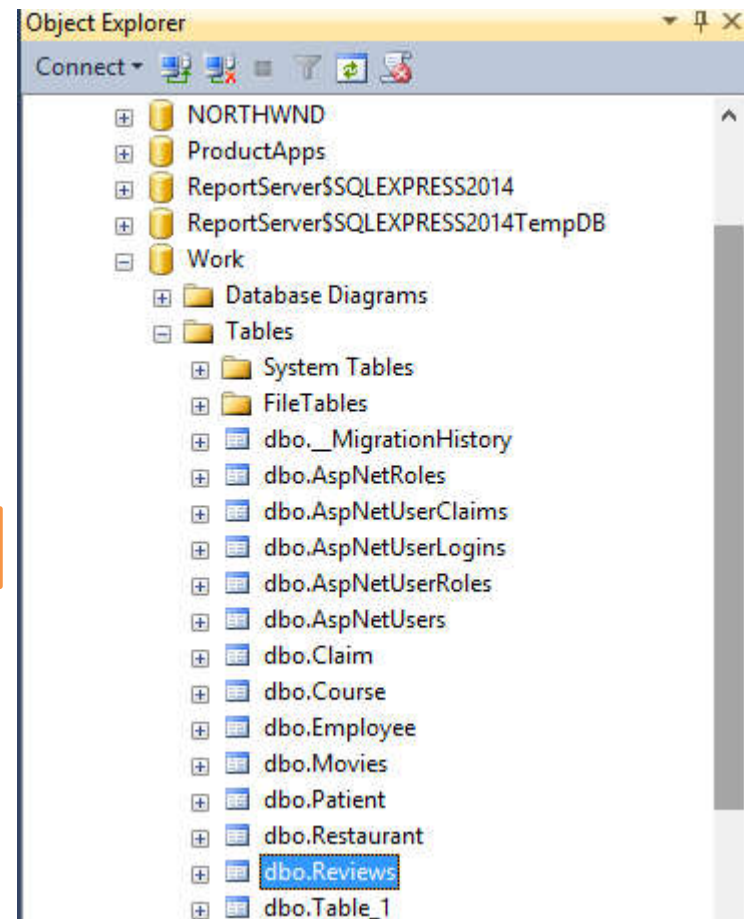 Object Explorer
Connect
NORTHWND
ProductApps
ReportServer$SQLEXPRESS2014
ReportServer$SQLEXPRESS2014TempDB
Work
Database Diagrams
Tables
System Tables
FileTables
dbo.__MigrationHistory
dbo.AspNetRoles
dbo.AspNetUserClaims
dbo.AspNetUserLogins
dbo.AspNetUserRoles
dbo.AspNetUsers
dbo.Claim
dbo.Course
dbo.Employee
dbo.Movies
dbo.Patient
dbo.Restaurant
dbo.Reviews
dbo.Table_1